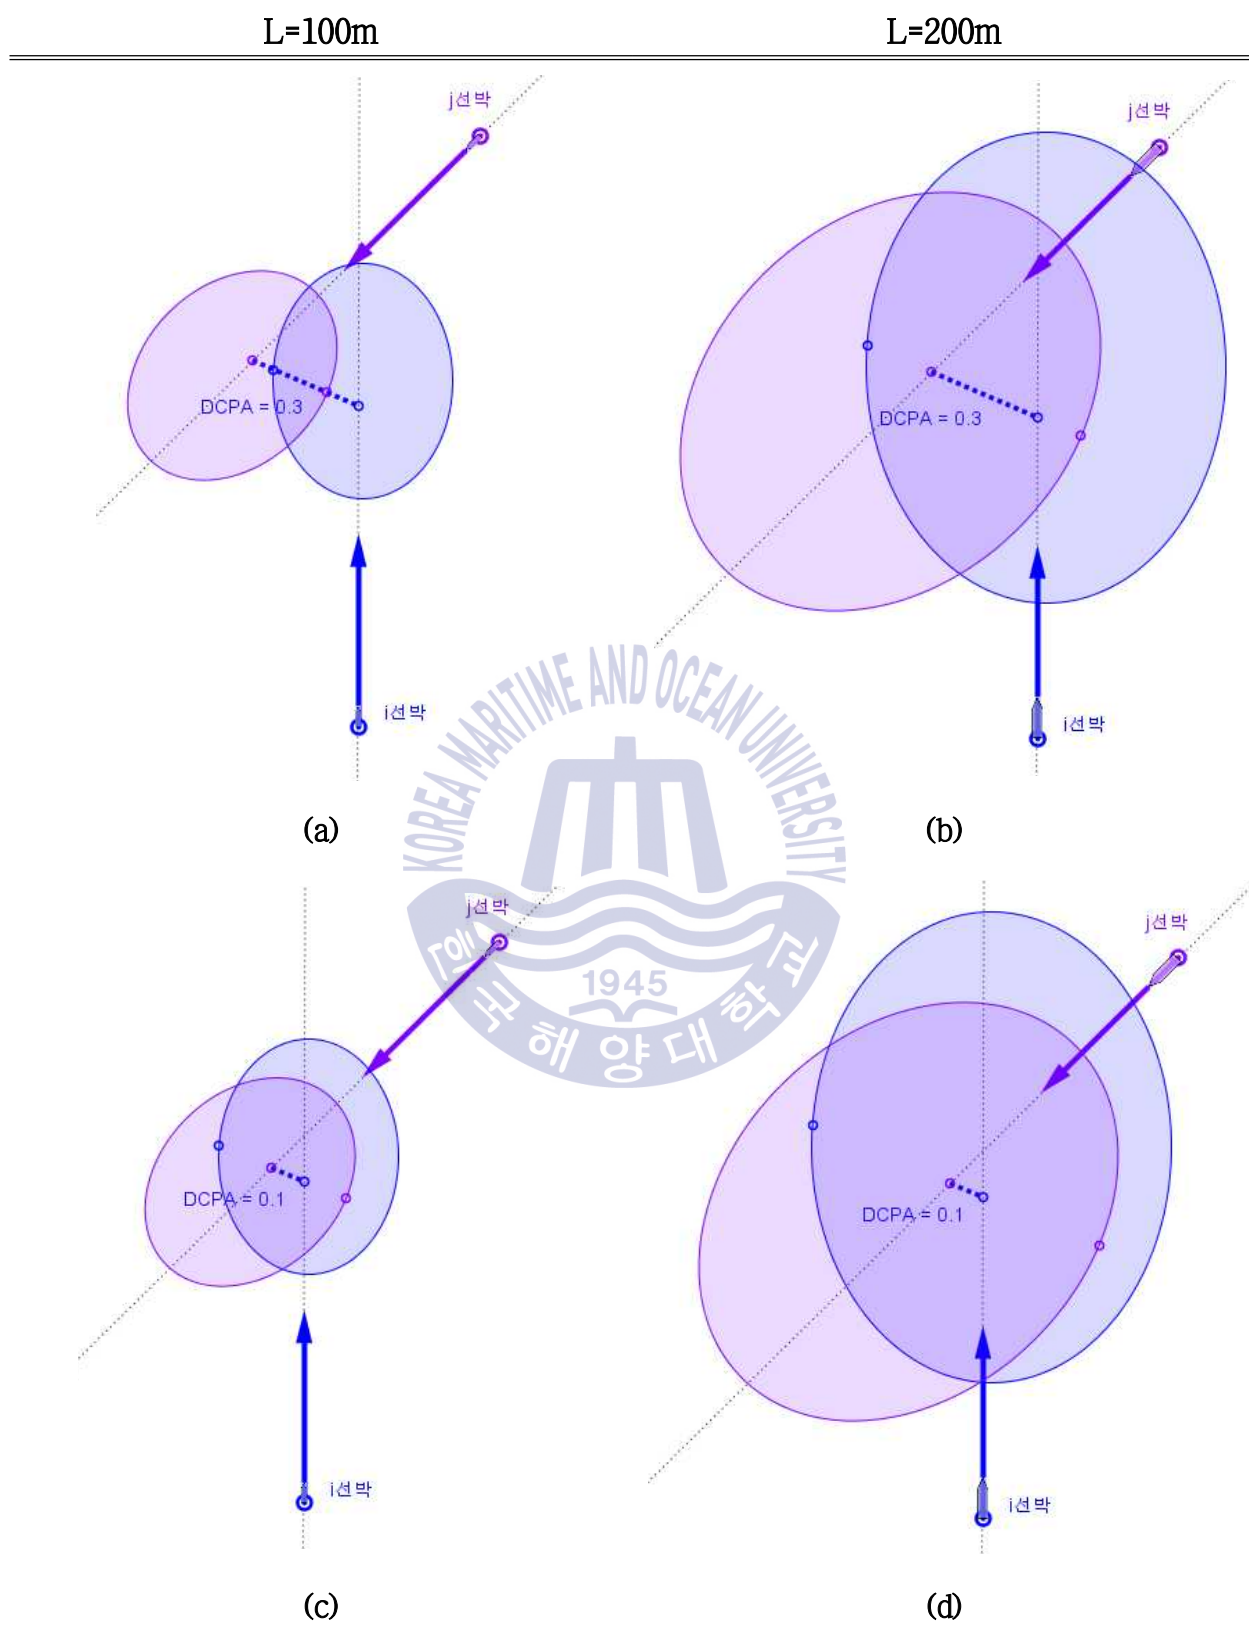 L=100m
L=200m
j선박
DCPA = 0.3
i선박
(a)
j선박
DCPA = 0.3
i선박
(b)
KOREA MARITIME AND OCEAN UNIVERSITY
1945
한국해양대학교
j선박
DCPA = 0.1
i선박
(c)
j선박
DCPA = 0.1
i선박
(d)